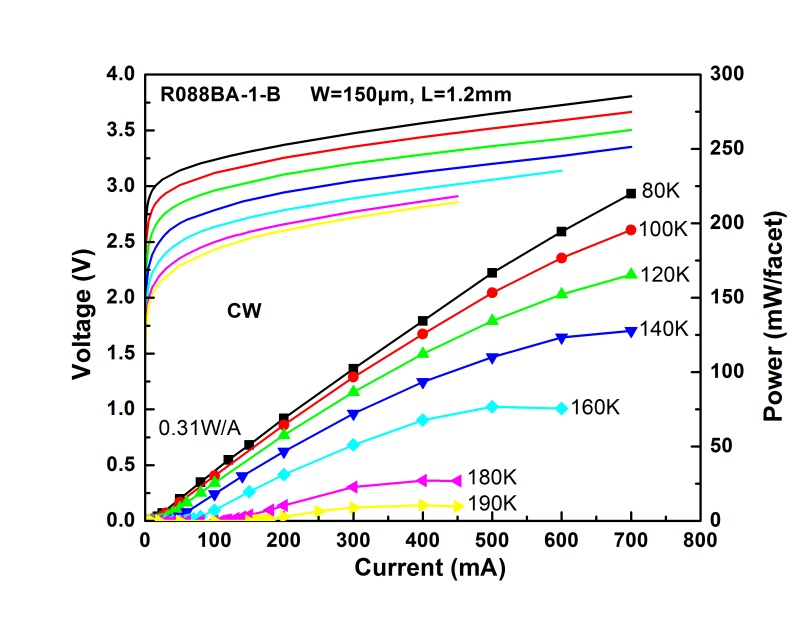 R088BA-1-B W=150μm, L=1.2mm
4.0
3.5
3.0
2.5
2.0
1.5
1.0
0.5
0.0
Voltage (V)
CW
0.31W/A
80K
100K
120K
140K
160K
180K
190K
300
250
200
150
100
50
0
Power (mW/facet)
0 100 200 300 400 500 600 700 800
Current (mA)